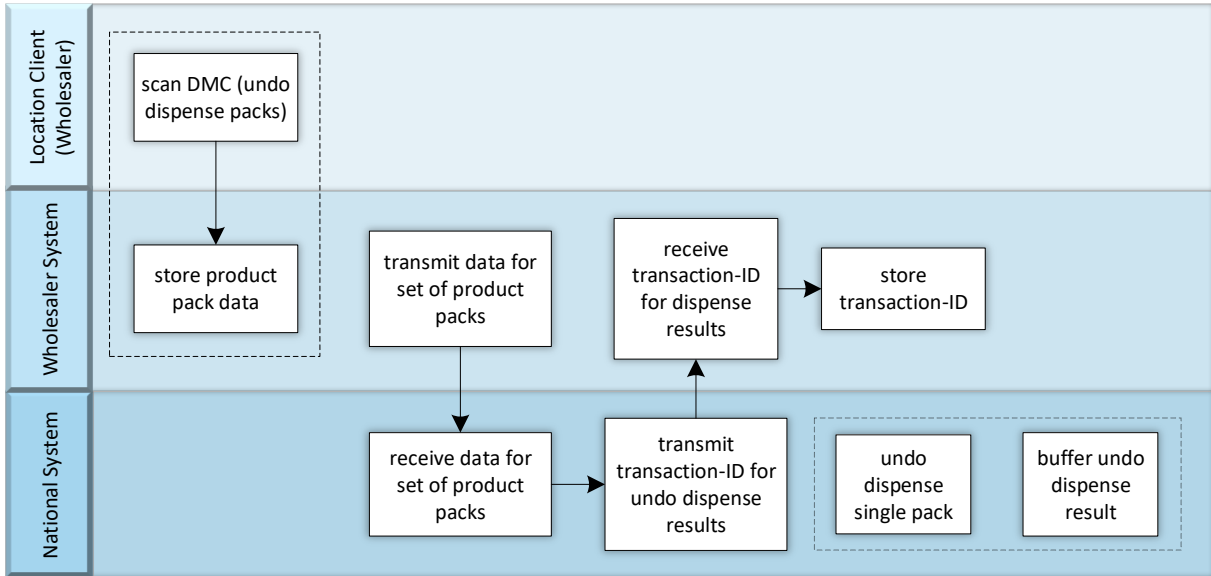 Location Client
(Wholesaler)
scan DMC (undo
dispense packs)
Wholesaler System
store product
pack data
transmit data for
set of product
packs
receive
transaction-ID
for dispense
results
store
transaction-ID
National System
receive data for
set of product
packs
transmit
transaction-ID for
undo dispense
results
undo
dispense
single pack
buffer undo
dispense
result